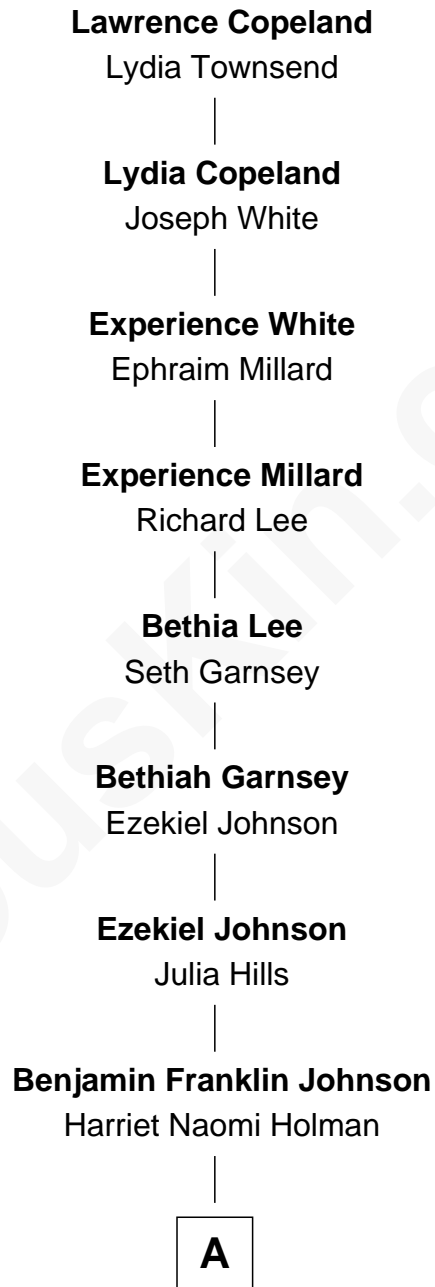 Lawrence Copeland
Lydia Townsend
Lydia Copeland
Joseph White
Experience White
Ephraim Millard
Experience Millard
Richard Lee
Bethia Lee
Seth Garnsey
Bethiah Garnsey
Ezekiel Johnson
Ezekiel Johnson
Julia Hills
Benjamin Franklin Johnson
Harriet Naomi Holman
A